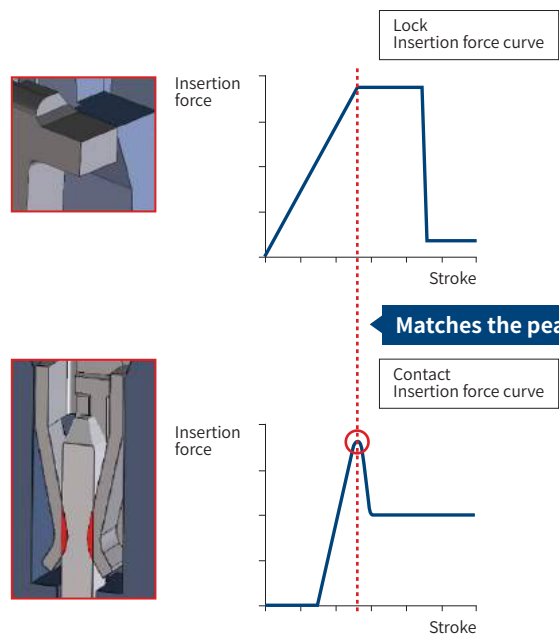 Lock
Insertion force curve
Insertion
force
Stroke
Matches the pea
Contact
Insertion force curve
Insertion
force
Stroke